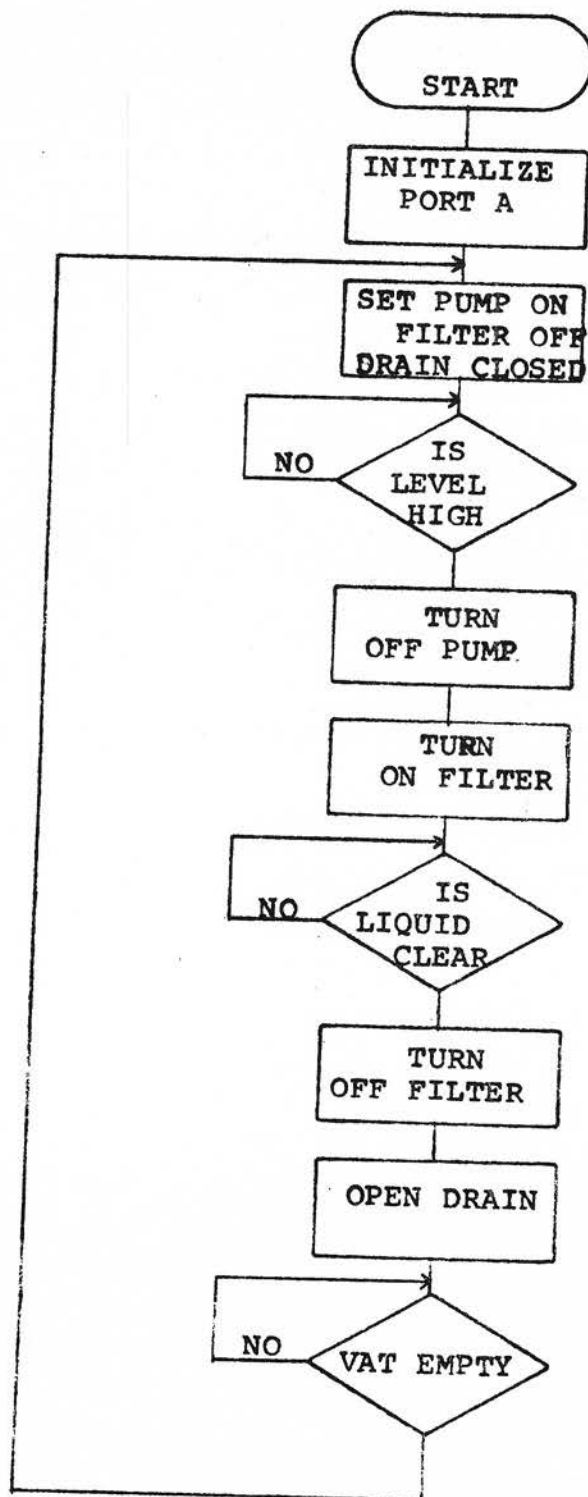 START
INITIALIZE
PORT A
SET PUMP ON
FILTER OFF
DRAIN CLOSED
IS
LEVEL
HIGH
NO
TURN
OFF PUMP
TURN
ON FILTER
IS
LIQUID
CLEAR
NO
TURN
OFF FILTER
OPEN DRAIN
VAT EMPTY
NO